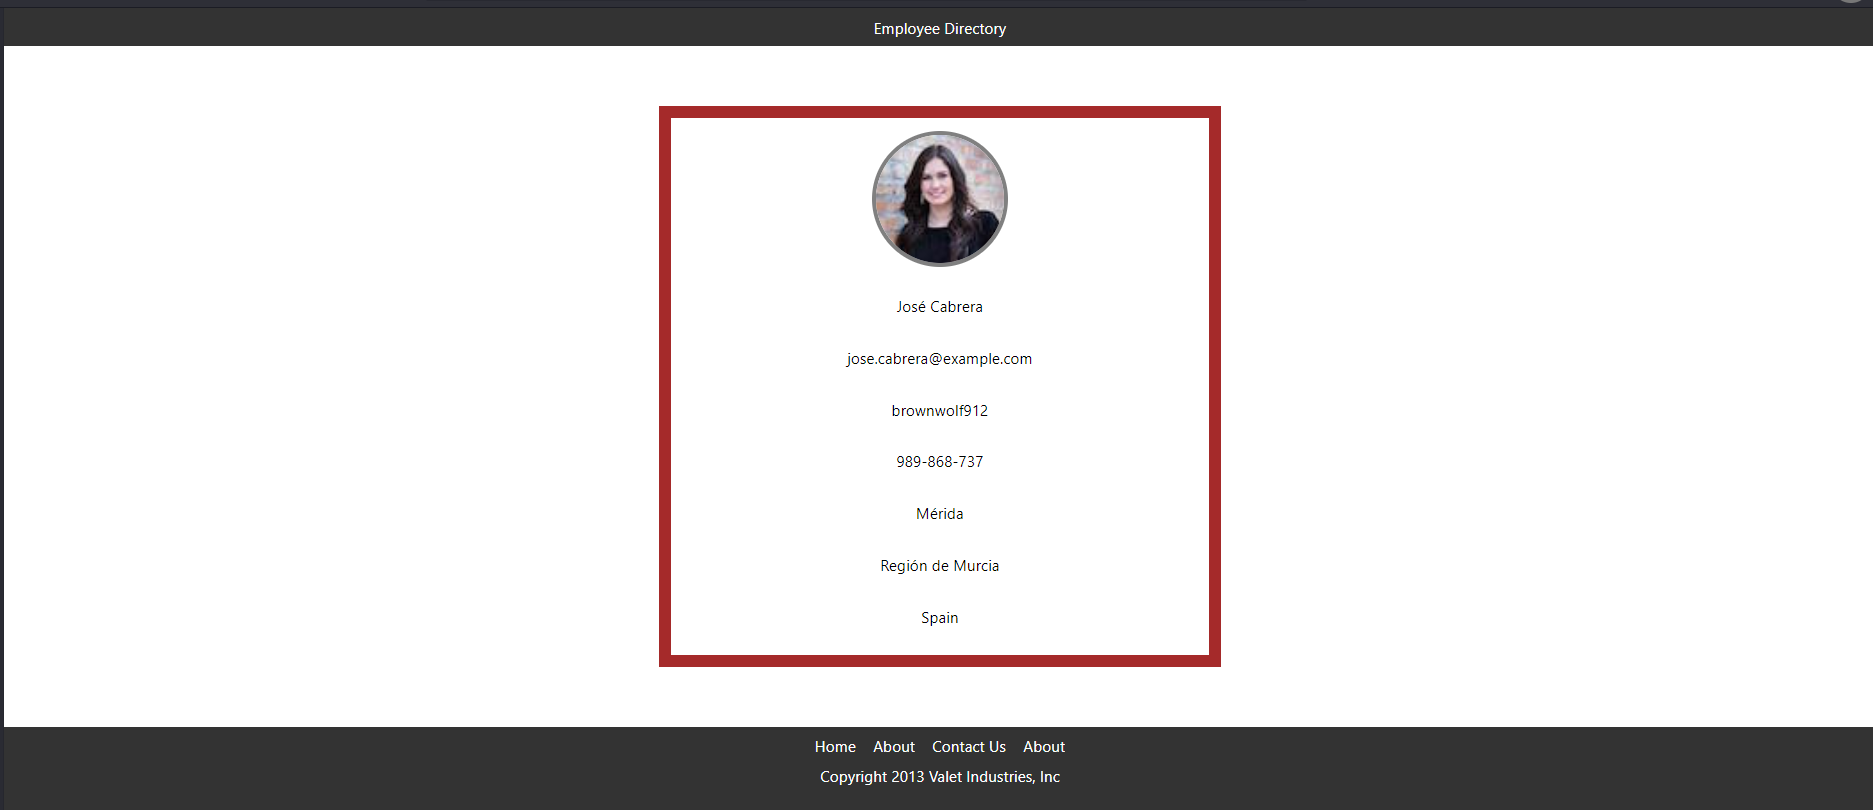 Employee Directory
José Cabrera
jose.cabrera@example.com
brownwolf912
989-868-737
Mérida
Región de Murcia
Spain
Home About Contact Us About
Copyright 2013 Valet Industries, Inc